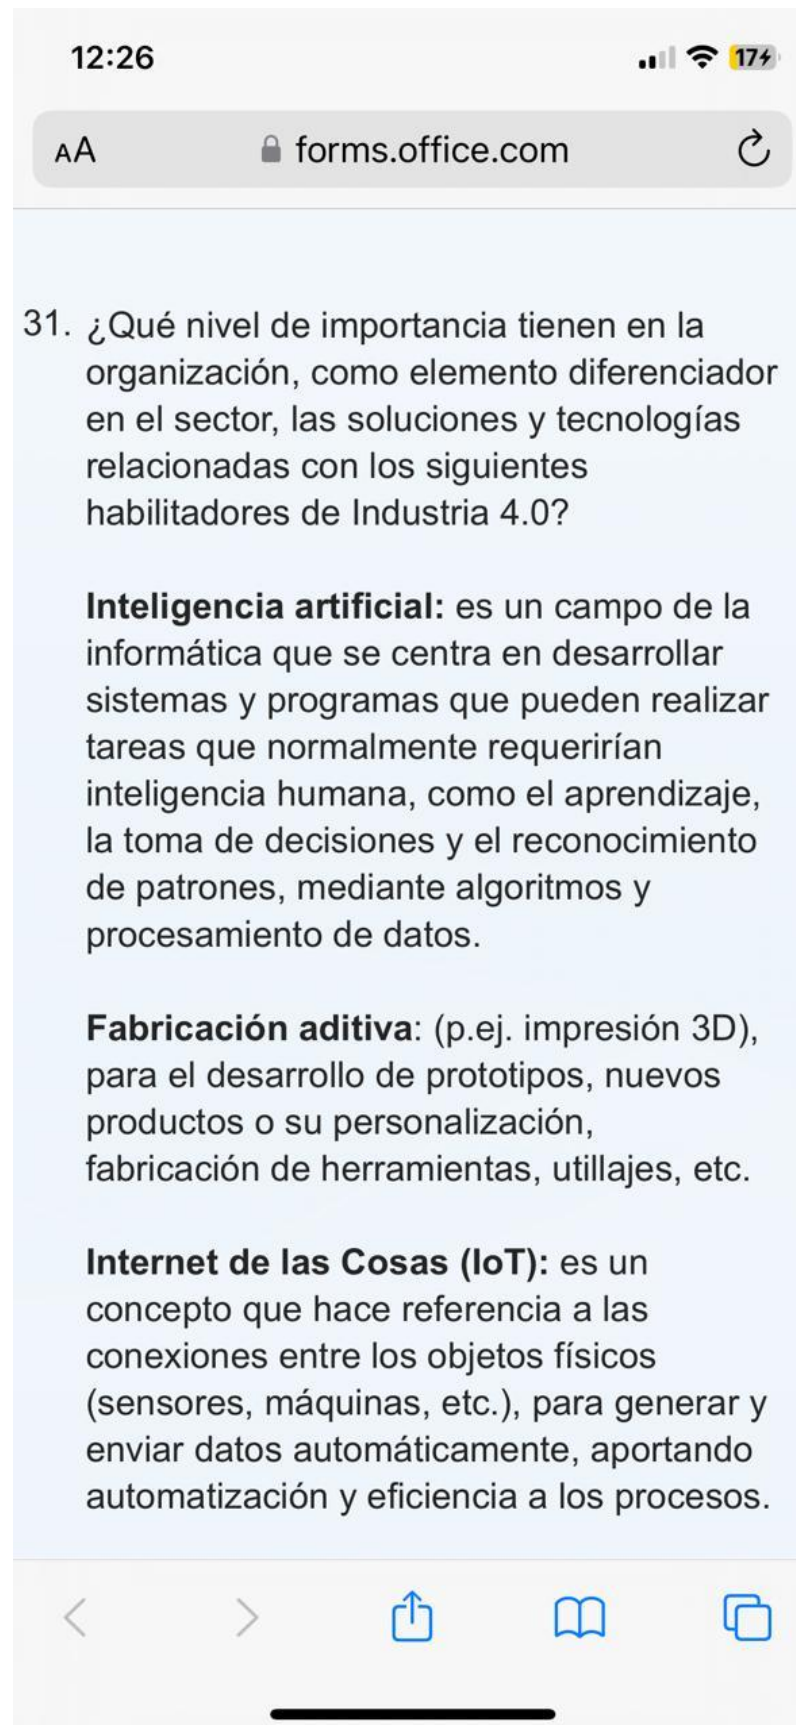 12:26
17
AA
forms.office.com
31. ¿Qué nivel de importancia tienen en la
organización, como elemento diferenciador
en el sector, las soluciones y tecnologías
relacionadas con los siguientes
habilitadores de Industria 4.0?
Inteligencia artificial: es un campo de la
informática que se centra en desarrollar
sistemas y programas que pueden realizar
tareas que normalmente requerirían
inteligencia humana, como el aprendizaje,
la toma de decisiones y el reconocimiento
de patrones, mediante algoritmos y
procesamiento de datos.
Fabricación aditiva: (p.ej. impresión 3D),
para el desarrollo de prototipos, nuevos
productos o su personalización,
fabricación de herramientas, utillajes, etc.
Internet de las Cosas (IoT): es un
concepto que hace referencia a las
conexiones entre los objetos físicos
(sensores, máquinas, etc.), para generar y
enviar datos automáticamente, aportando
automatización y eficiencia a los procesos.